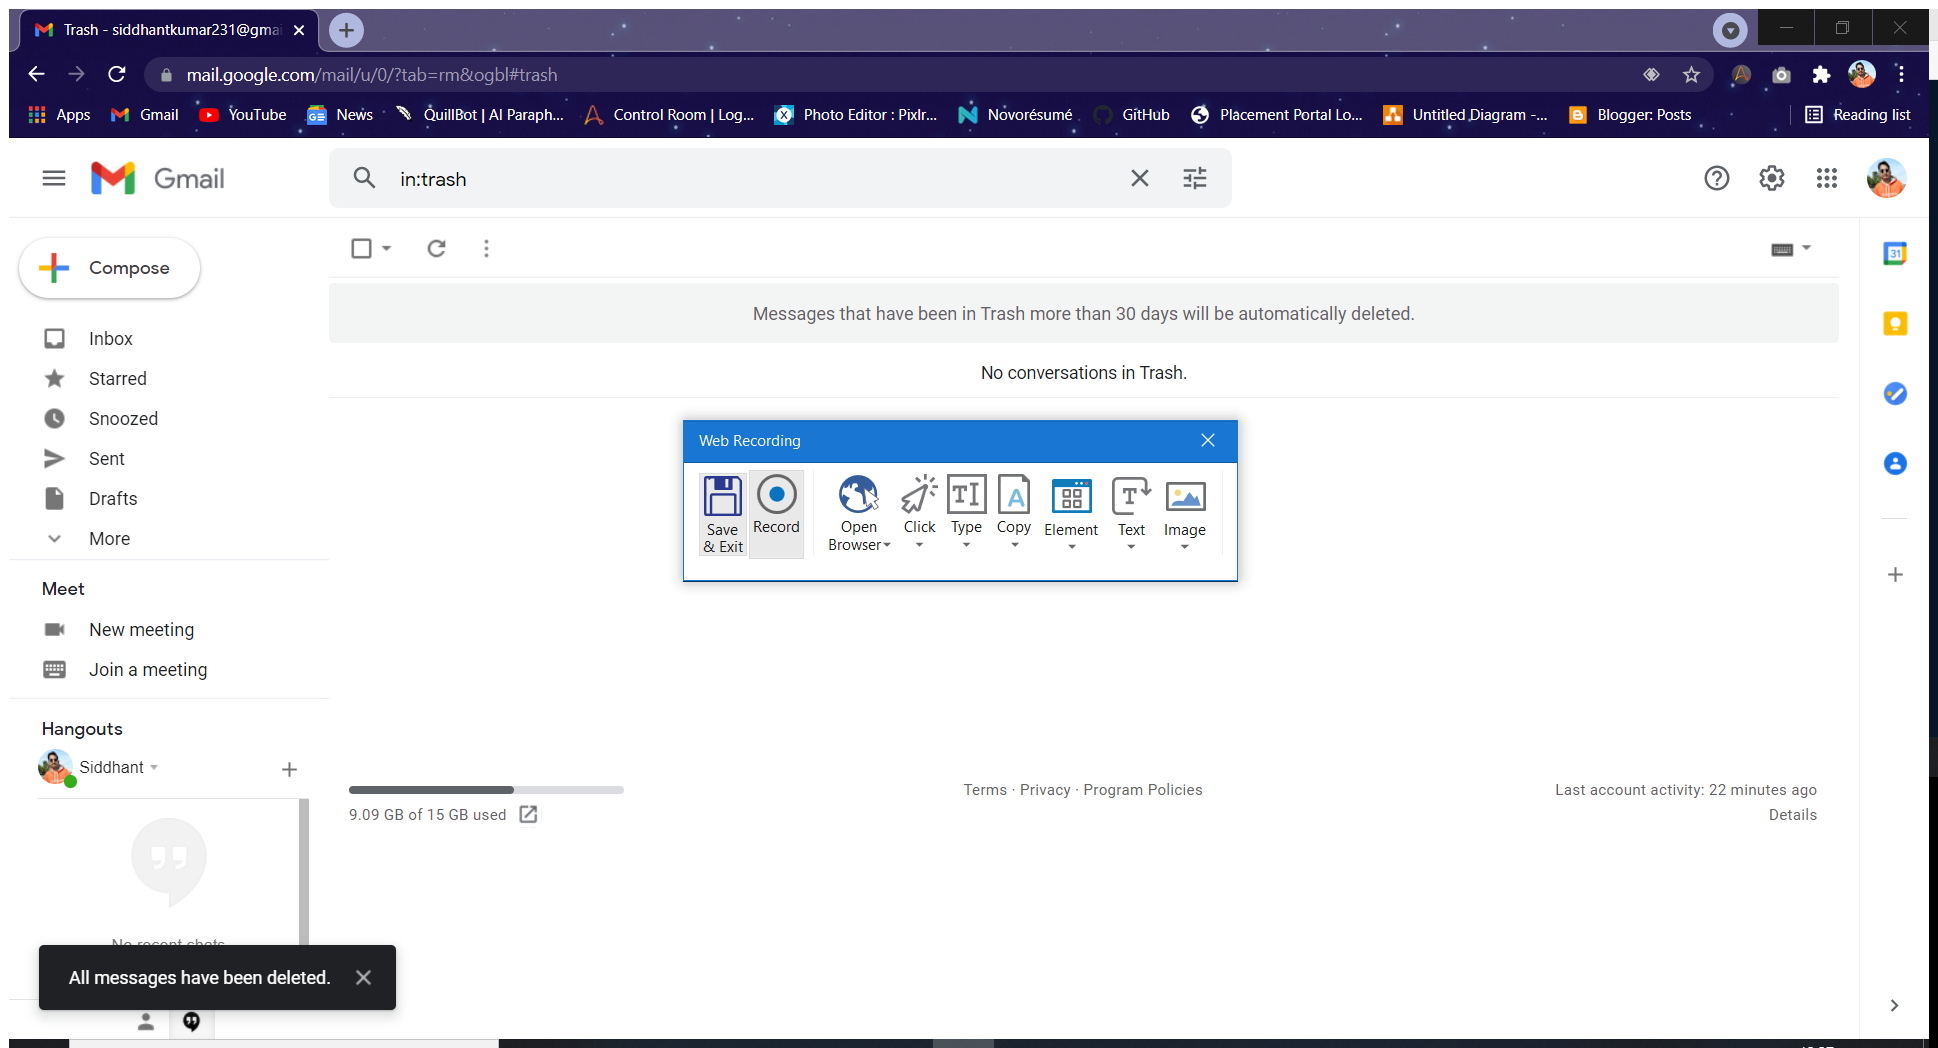 Trash - siddhantkumar231@gmai
mail.google.com/mail/u/0/?tab=rm&ogbl#trash
Apps Gmail YouTube News QuillBot | AI Paraph... Control Room | Log... Photo Editor : Pixlr... Novorésumé GitHub Placement Portal Lo... Untitled Diagram -... Blogger: Posts Reading list
Gmail
in:trash
Compose
31
Messages that have been in Trash more than 30 days will be automatically deleted.
Inbox
No conversations in Trash.
Starred
Snoozed
Sent
Drafts
More
Web Recording
Save & Exit
Record
Open Browser
Click
Type
Copy
Element
Text
Image
Meet
New meeting
Join a meeting
Hangouts
Siddhant
9.09 GB of 15 GB used
Terms · Privacy · Program Policies
Last account activity: 22 minutes ago
Details
No recent chats
All messages have been deleted.